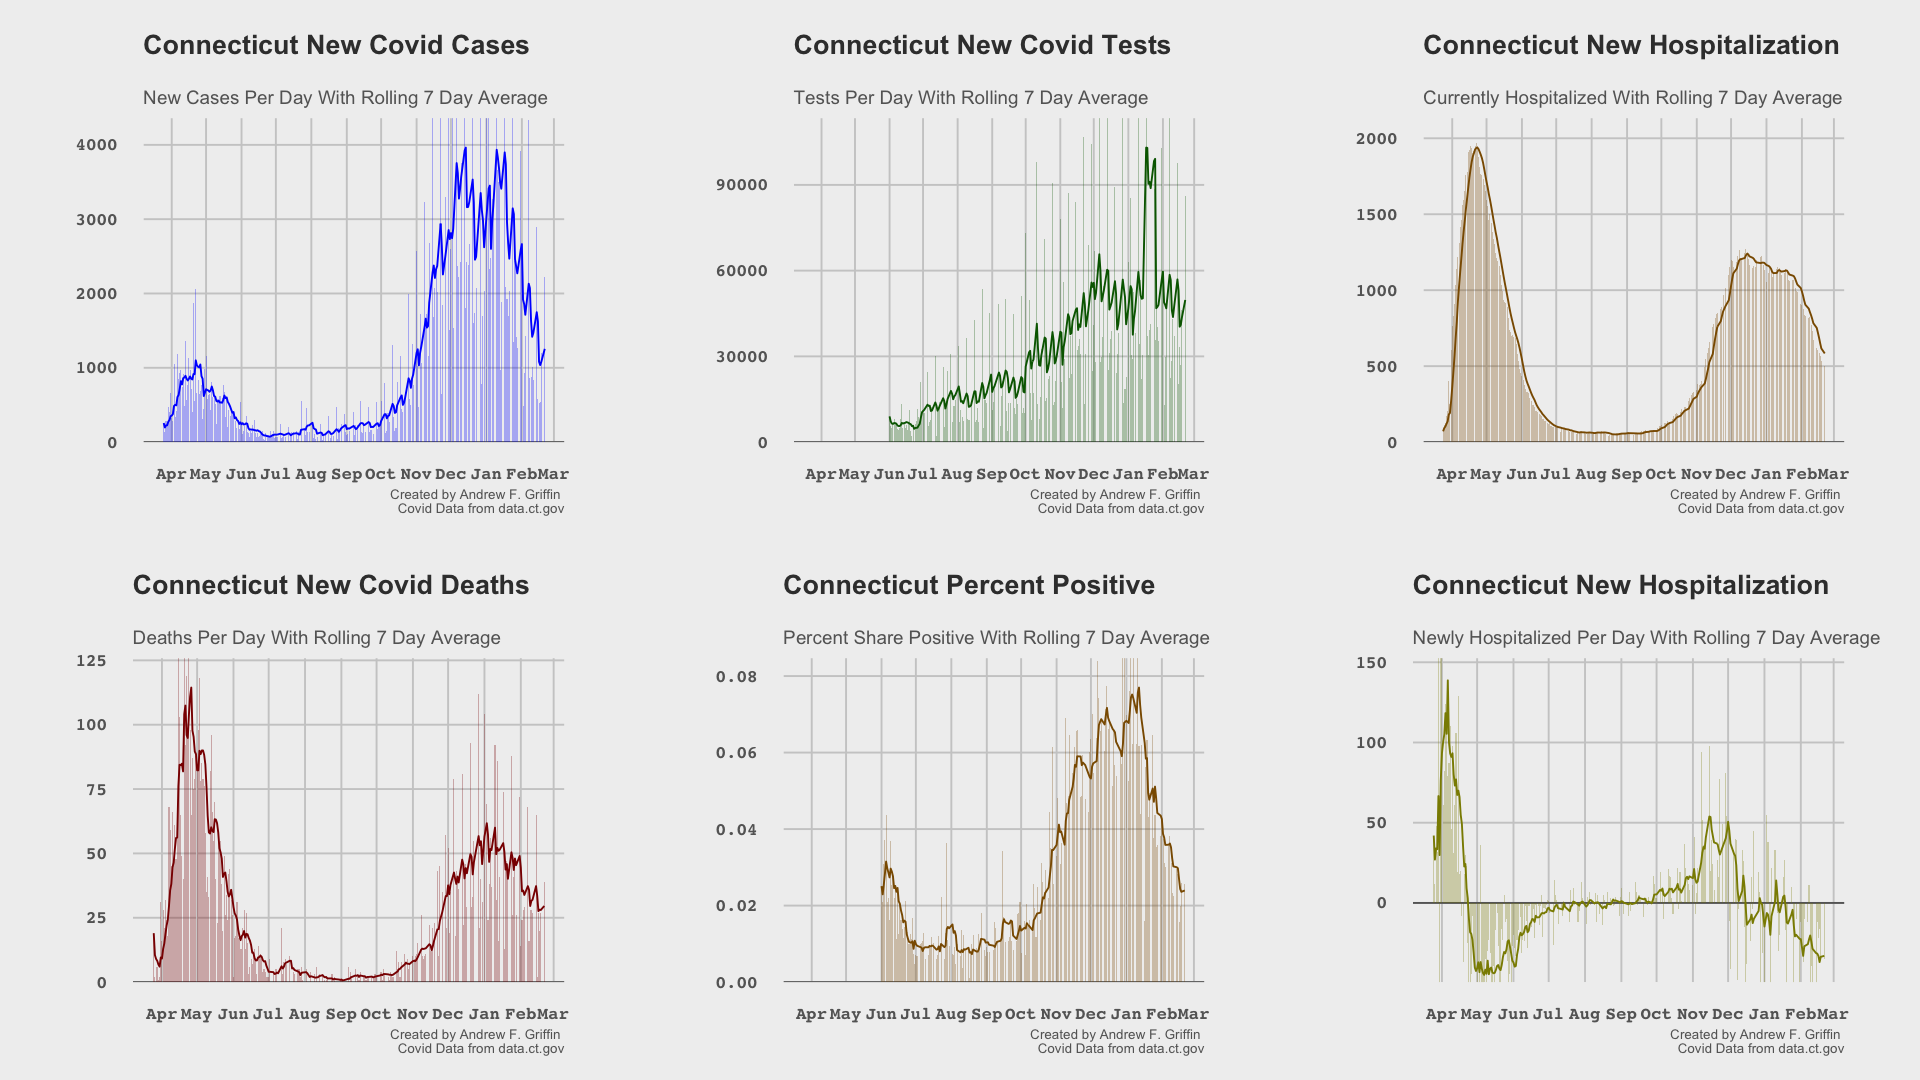 Connecticut New Covid Cases
New Cases Per Day With Rolling 7 Day Average
4000
3000
2000
1000
0
Apr May Jun Jul Aug Sep Oct Nov Dec Jan Feb Mar
Created by Andrew F. Griffin
Covid Data from data.ct.gov
Connecticut New Covid Tests
Tests Per Day With Rolling 7 Day Average
90000
60000
30000
0
Apr May Jun Jul Aug Sep Oct Nov Dec Jan Feb Mar
Created by Andrew F. Griffin
Covid Data from data.ct.gov
Connecticut New Hospitalization
Currently Hospitalized With Rolling 7 Day Average
2000
1500
1000
500
0
Apr May Jun Jul Aug Sep Oct Nov Dec Jan Feb Mar
Created by Andrew F. Griffin
Covid Data from data.ct.gov
Connecticut New Covid Deaths
Deaths Per Day With Rolling 7 Day Average
125
100
75
50
25
0
Apr May Jun Jul Aug Sep Oct Nov Dec Jan Feb Mar
Created by Andrew F. Griffin
Covid Data from data.ct.gov
Connecticut Percent Positive
Percent Share Positive With Rolling 7 Day Average
0.08
0.06
0.04
0.02
0.00
Apr May Jun Jul Aug Sep Oct Nov Dec Jan Feb Mar
Created by Andrew F. Griffin
Covid Data from data.ct.gov
Connecticut New Hospitalization
Newly Hospitalized Per Day With Rolling 7 Day Average
150
100
50
0
Apr May Jun Jul Aug Sep Oct Nov Dec Jan Feb Mar
Created by Andrew F. Griffin
Covid Data from data.ct.gov